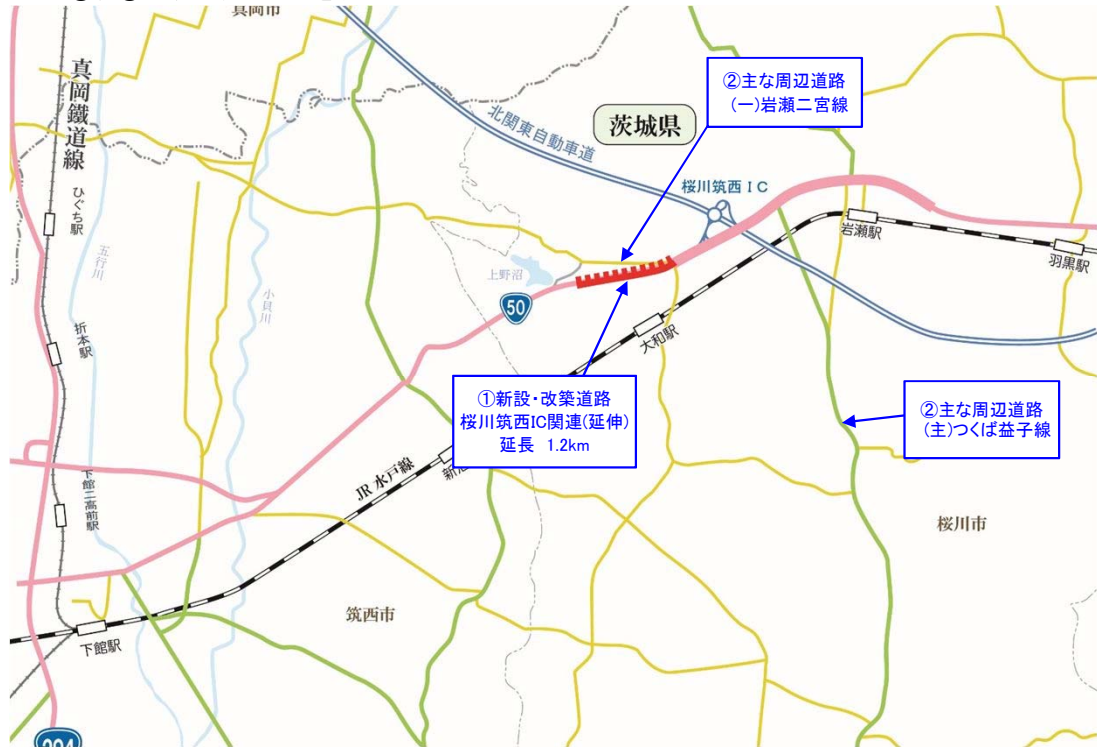 真岡市
真岡鐵道線
ひぐち駅
五行川
小貝川
折本駅
下館二高前駅
下館駅
北関東自動車道
茨城県
②主な周辺道路
(一)岩瀬二宮線
桜川筑西IC
岩瀬駅
羽黒駅
上野沼
50
大和駅
①新設・改築道路
桜川筑西IC関連(延伸)
延長 1.2km
②主な周辺道路
(主)つくば益子線
JR 水戸線
桜川市
筑西市